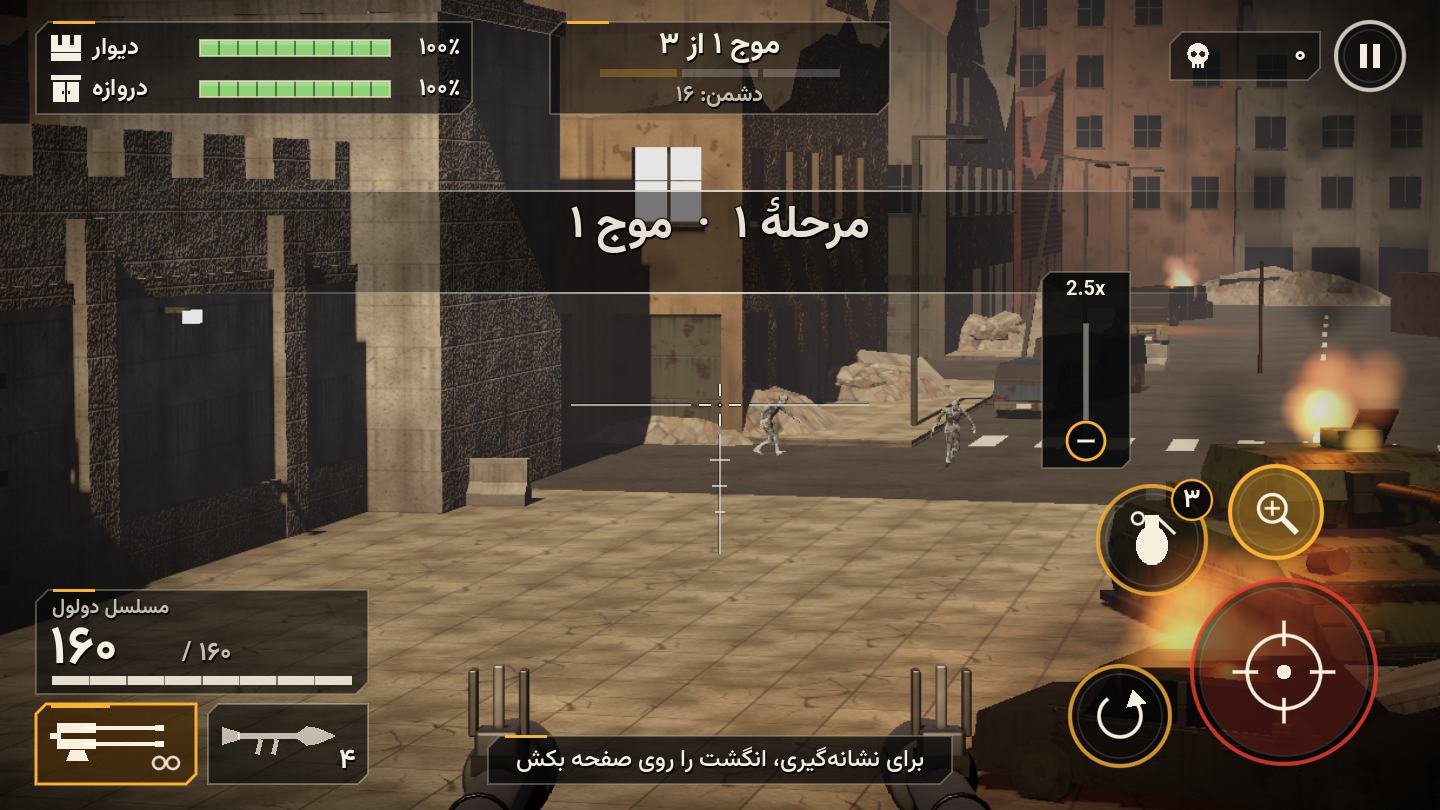 دیوار ۱۰۰٪
دروازه ۱۰۰٪
موج ۱ از ۳
دشمن: ۱۶
۰
مرحلهٔ ۱ · موج ۱
2.5x
۳
مسلسل دولول
۱۶۰ / ۱۶۰
∞
۴
برای نشانه‌گیری، انگشت را روی صفحه بکش